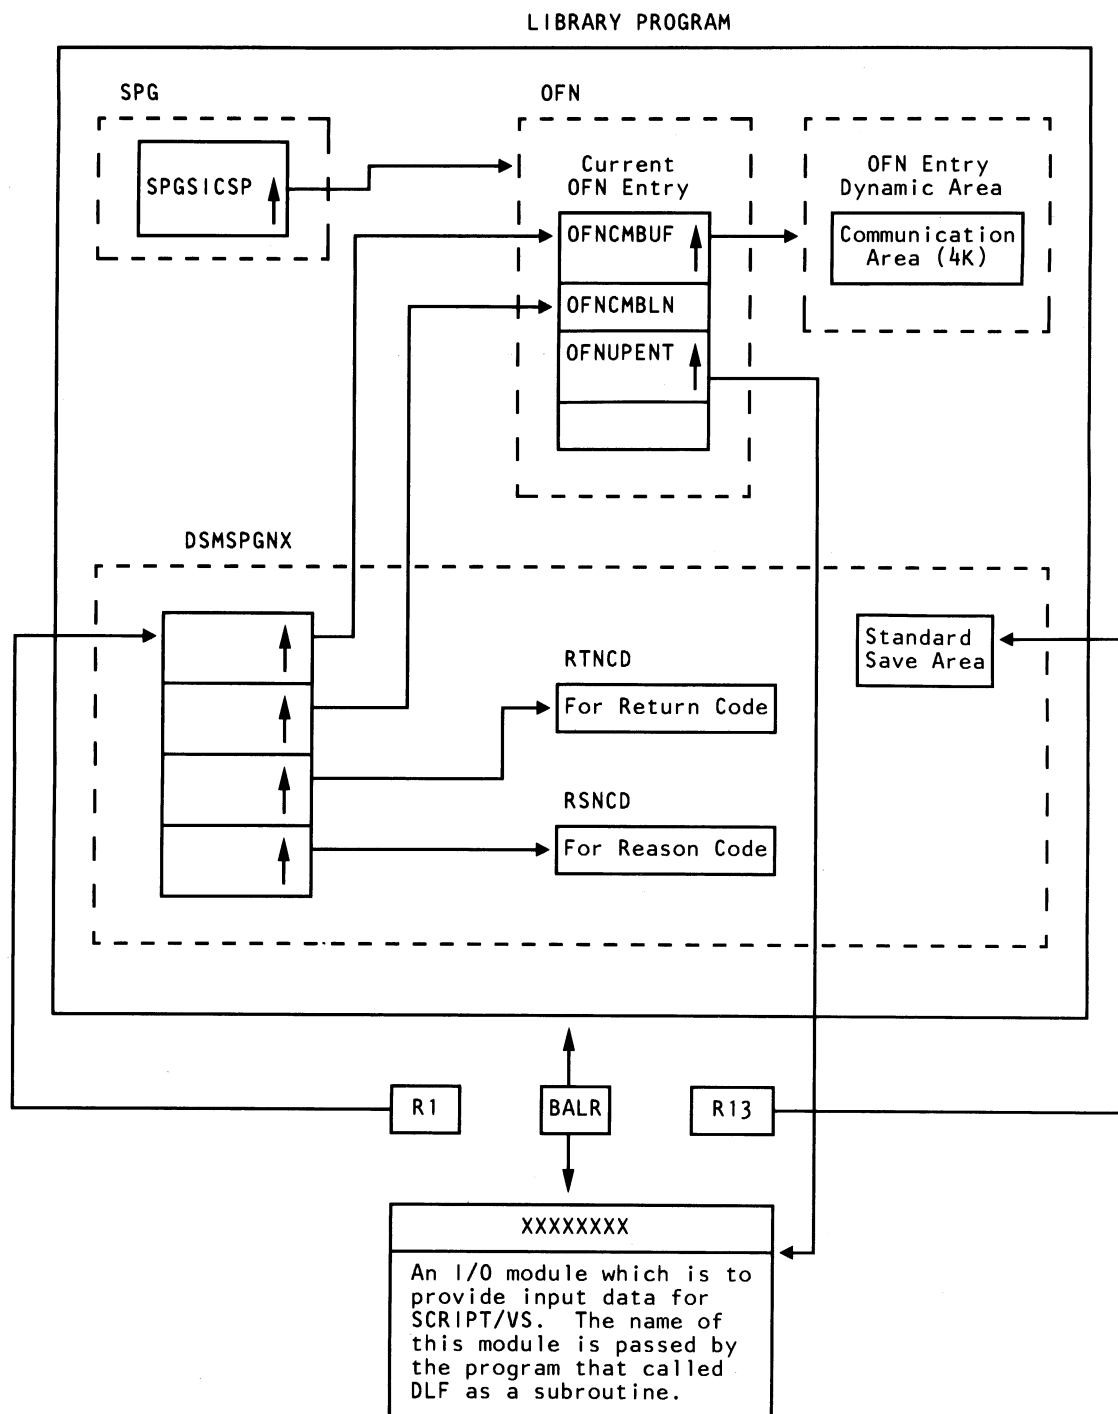 LIBRARY PROGRAM
SPG
OFN
SPGSICSP
Current
OFN Entry
OFN Entry
Dynamic Area
OFNCMBUF
Communication
Area (4K)
OFNCMBLN
OFNUPENT
DSMSPGNX
Standard
Save Area
RTNCD
For Return Code
RSNCD
For Reason Code
R1
BALR
R13
XXXXXXXX
An I/O module which is to
provide input data for
SCRIPT/VS.  The name of
this module is passed by
the program that called
DLF as a subroutine.